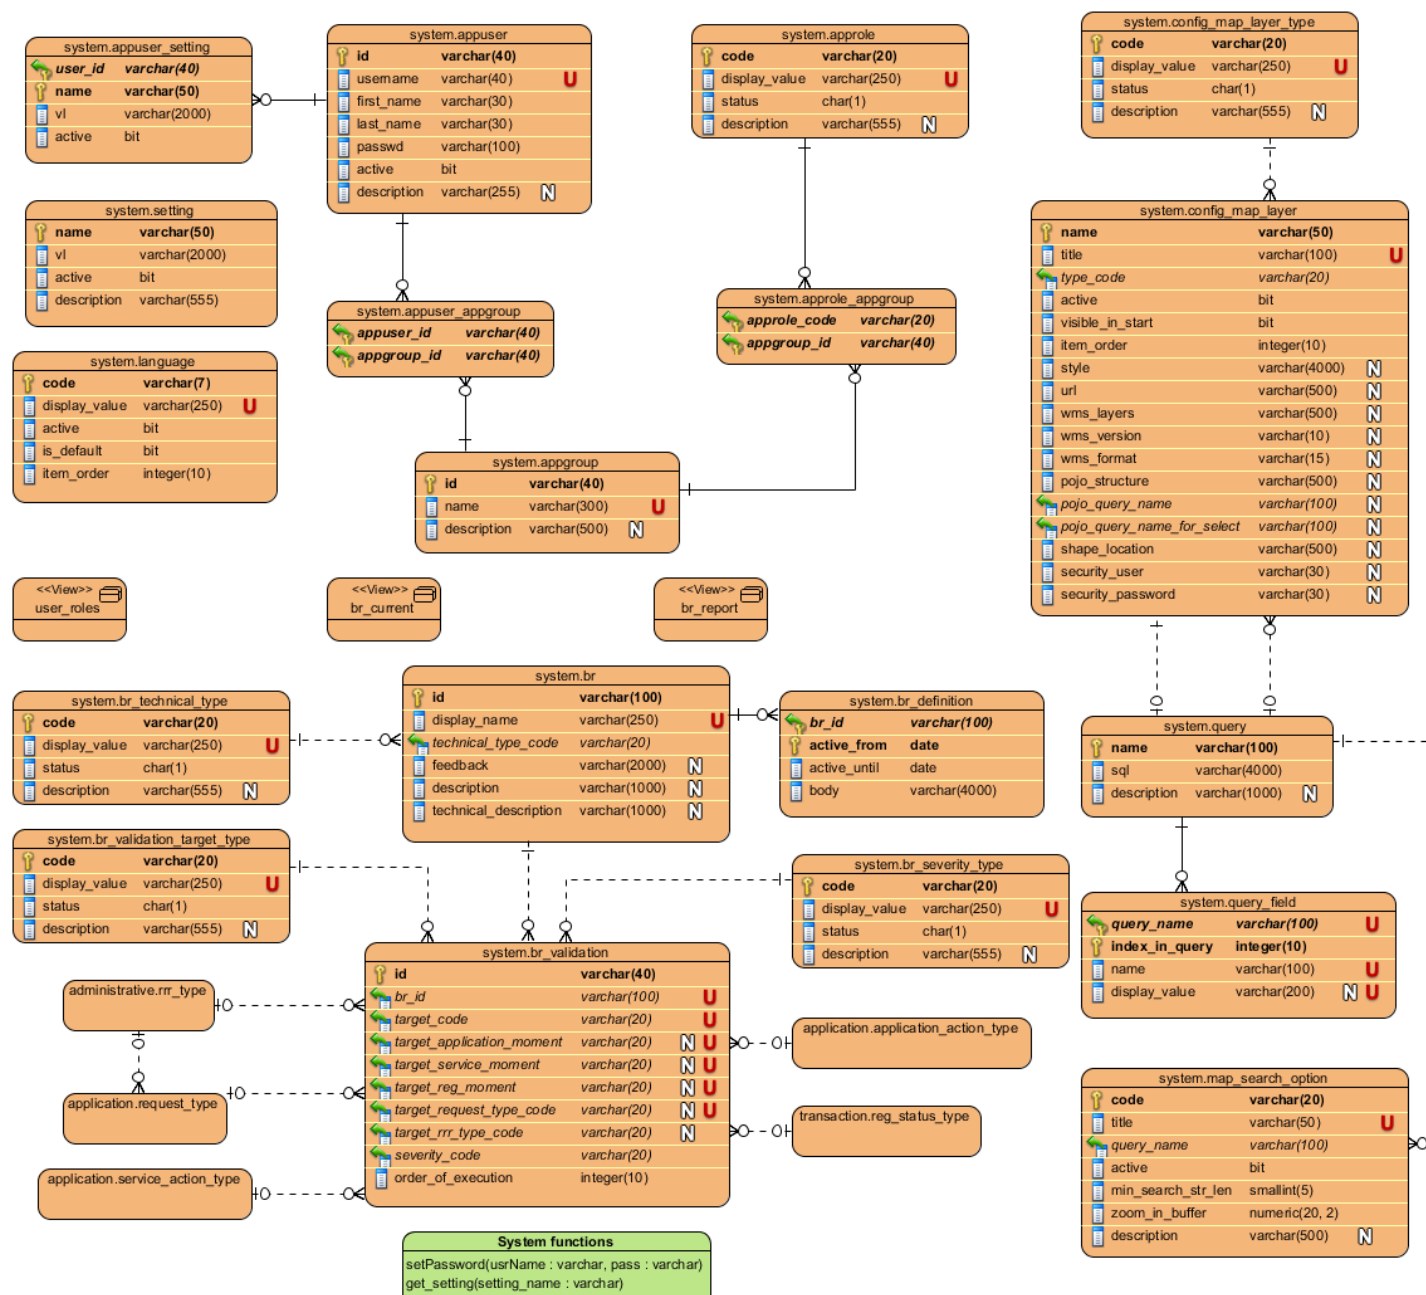 system.appuser_setting
user_id varchar(40)
name varchar(50)
vl varchar(2000)
active bit
system.appuser
id varchar(40)
username varchar(40) U
first_name varchar(30)
last_name varchar(30)
passwd varchar(100)
active bit
description varchar(255) N
system.approle
code varchar(20)
display_value varchar(250) U
status char(1)
description varchar(555) N
system.config_map_layer_type
code varchar(20)
display_value varchar(250) U
status char(1)
description varchar(555) N
system.setting
name varchar(50)
vl varchar(2000)
active bit
description varchar(555)
system.config_map_layer
name varchar(50)
title varchar(100) U
type_code varchar(20)
active bit
visible_in_start bit
item_order integer(10)
style varchar(4000) N
url varchar(500) N
wms_layers varchar(500) N
wms_version varchar(10) N
wms_format varchar(15) N
pojo_structure varchar(500) N
pojo_query_name varchar(100) N
pojo_query_name_for_select varchar(100) N
shape_location varchar(500) N
security_user varchar(30) N
security_password varchar(30) N
system.appuser_appgroup
appuser_id varchar(40)
appgroup_id varchar(40)
system.approle_appgroup
approle_code varchar(20)
appgroup_id varchar(40)
system.language
code varchar(7)
display_value varchar(250) U
active bit
is_default bit
item_order integer(10)
system.appgroup
id varchar(40)
name varchar(300) U
description varchar(500) N
<<View>>
user_roles
<<View>>
br_current
<<View>>
br_report
system.br_technical_type
code varchar(20)
display_value varchar(250) U
status char(1)
description varchar(555) N
system.br
id varchar(100)
display_name varchar(250) U
technical_type_code varchar(20)
feedback varchar(2000) N
description varchar(1000) N
technical_description varchar(1000) N
system.br_definition
br_id varchar(100)
active_from date
active_until date
body varchar(4000)
system.query
name varchar(100)
sql varchar(4000)
description varchar(1000) N
system.br_validation_target_type
code varchar(20)
display_value varchar(250) U
status char(1)
description varchar(555) N
system.br_severity_type
code varchar(20)
display_value varchar(250) U
status char(1)
description varchar(555) N
system.query_field
query_name varchar(100) U
index_in_query integer(10)
name varchar(100) U
display_value varchar(200) N U
system.br_validation
id varchar(40)
br_id varchar(100) U
target_code varchar(20) U
target_application_moment varchar(20) N U
target_service_moment varchar(20) N U
target_reg_moment varchar(20) N U
target_request_type_code varchar(20) N U
target_rrr_type_code varchar(20) N
severity_code varchar(20)
order_of_execution integer(10)
administrative.rrr_type
application.request_type
application.service_action_type
application.application_action_type
transaction.reg_status_type
system.map_search_option
code varchar(20)
title varchar(50) U
query_name varchar(100)
active bit
min_search_str_len smallint(5)
zoom_in_buffer numeric(20, 2)
description varchar(500) N
System functions
setPassword(usrName : varchar, pass : varchar)
get_setting(setting_name : varchar)